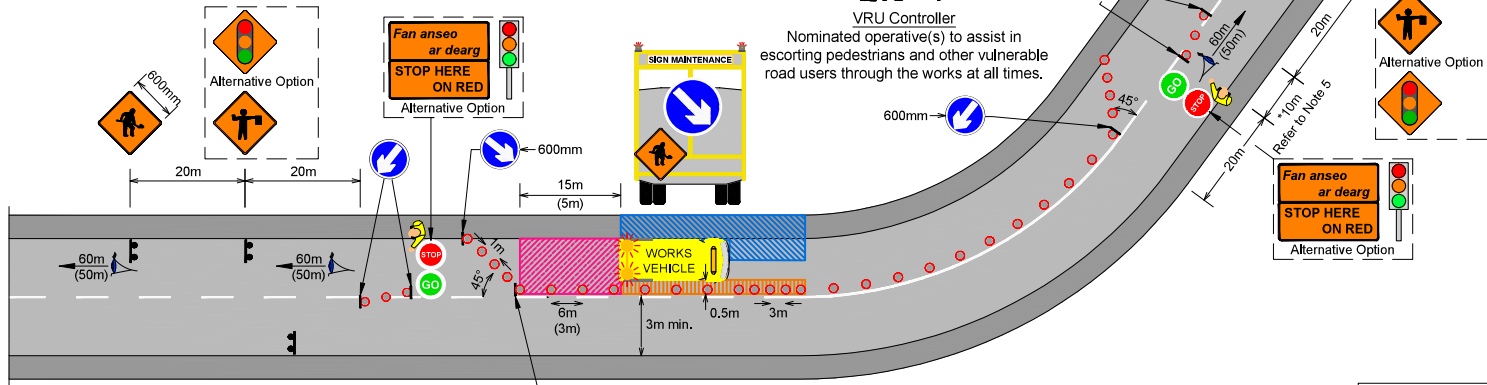 600mm
Alternative Option
Fan anseo
ar dearg
STOP HERE
ON RED
Alternative Option
SIGN MAINTENANCE
VRU Controller
Nominated operative(s) to assist in
escorting pedestrians and other vulnerable
road users through the works at all times.
600mm
60m
(50m)
20m
Alternative Option
GO
STOP
45°
*10m
Refer to Note 5
20m
Fan anseo
ar dearg
STOP HERE
ON RED
Alternative Option
20m
20m
600mm
15m
(5m)
60m
(50m)
60m
(50m)
STOP
GO
1m
45°
WORKS
VEHICLE
6m
(3m)
3m min.
0.5m
3m